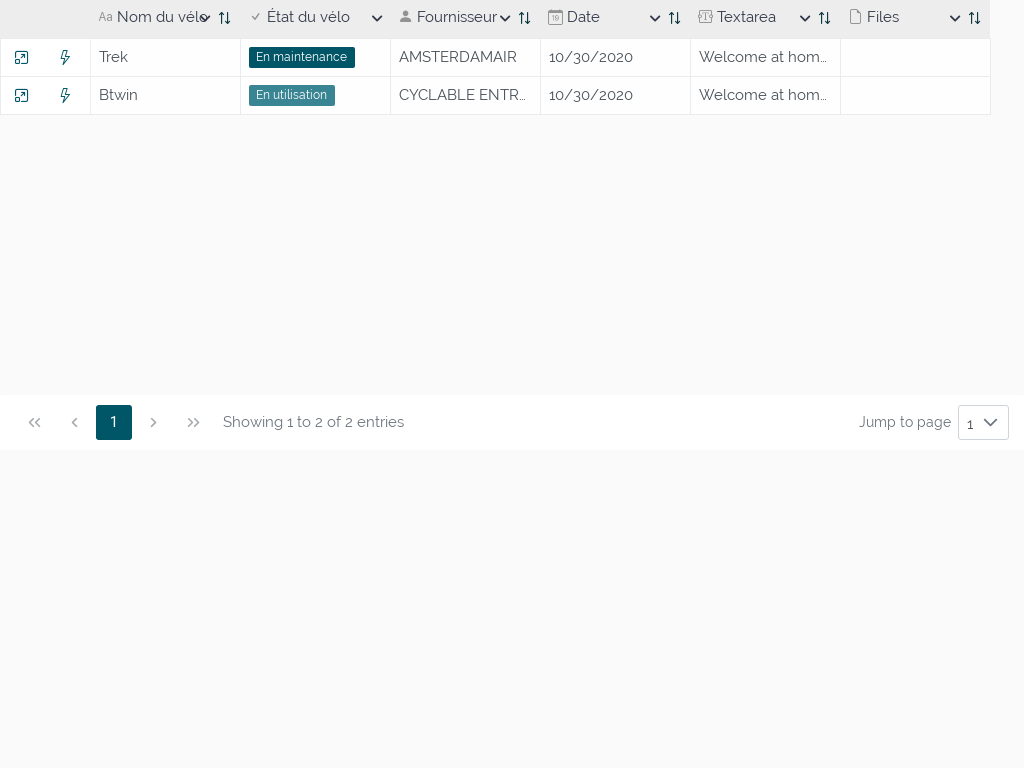 Aa Nom du vélo État du vélo Fournisseur 19 Date Textarea Files
Trek En maintenance AMSTERDAMAIR 10/30/2020 Welcome at hom...
Btwin En utilisation CYCLABLE ENTR... 10/30/2020 Welcome at hom...
1 Showing 1 to 2 of 2 entries Jump to page 1